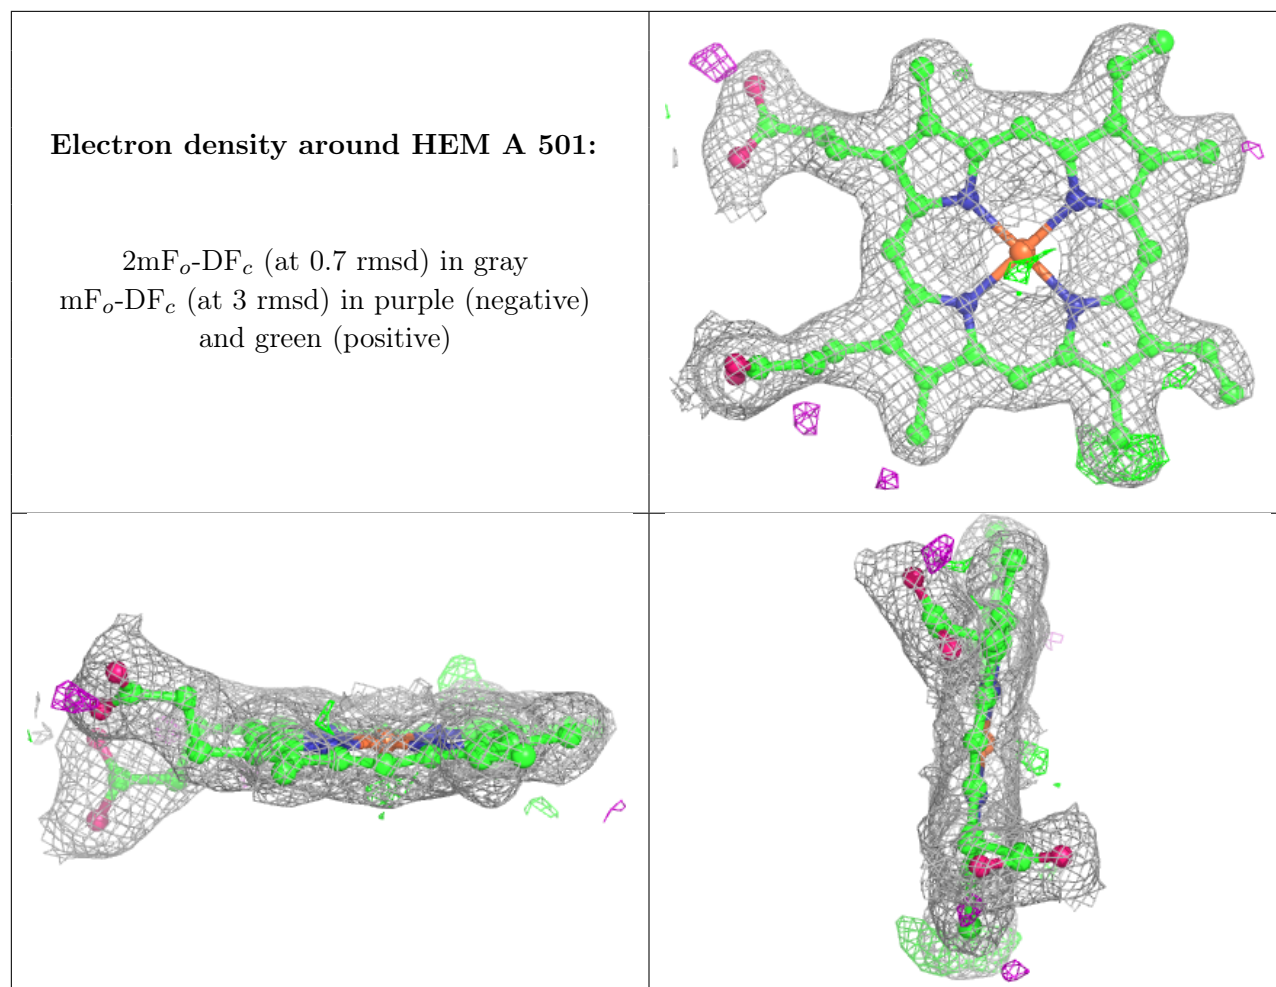 Electron density around HEM A 501:
2mFₒ-DF𝒸 (at 0.7 rmsd) in gray
mFₒ-DF𝒸 (at 3 rmsd) in purple (negative)
and green (positive)